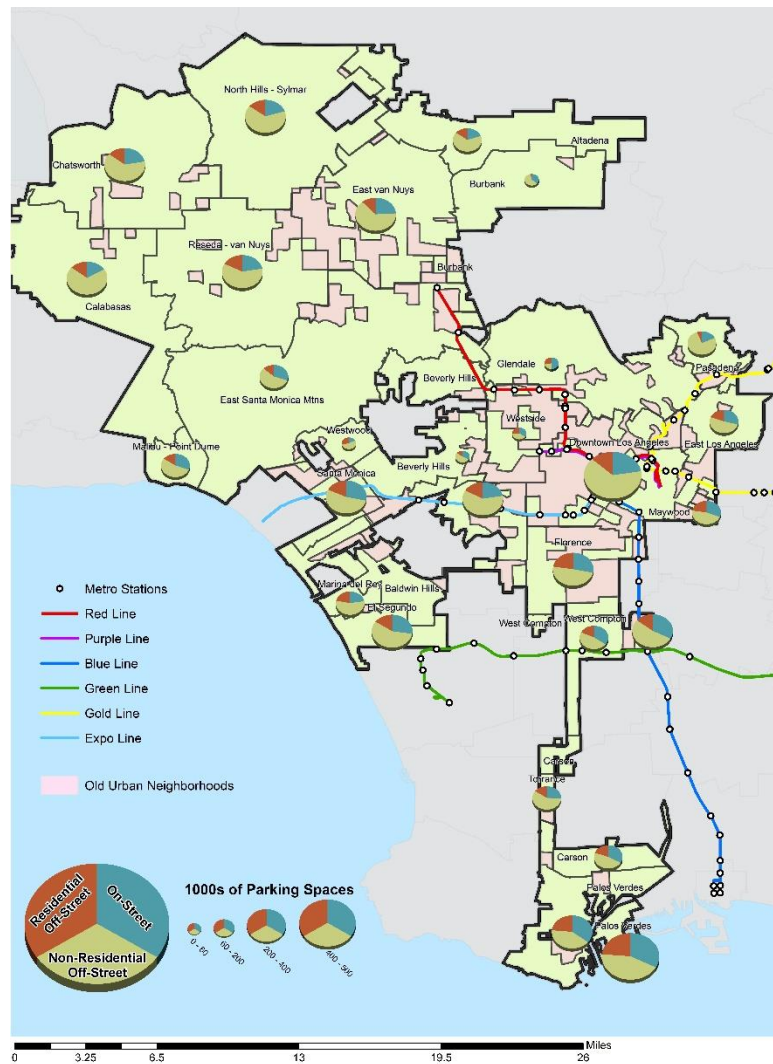 North Hills - Sylmar
Altadena
Chatsworth
Burbank
East van Nuys
Reseda - van Nuys
Burbank
Calabasas
Glendale
Pasadena
Beverly Hills
East Santa Monica Mtns
Westside
Westwood
Downtown Los Angeles
East Los Angeles
Malibu - Point Dume
Beverly Hills
Santa Monica
Maywood
Florence
Marina del Rey
Baldwin Hills
El Segundo
West Compton
West Compton
Metro Stations
Red Line
Purple Line
Blue Line
Green Line
Gold Line
Expo Line
Old Urban Neighborhoods
Carson
Torrance
Carson
Palos Verdes
Palos Verdes
Residential
Off-Street
On-Street
Non-Residential
Off-Street
1000s of Parking Spaces
0 - 60
60 - 200
200 - 400
400 - 500
Miles
0 3.25 6.5 13 19.5 26